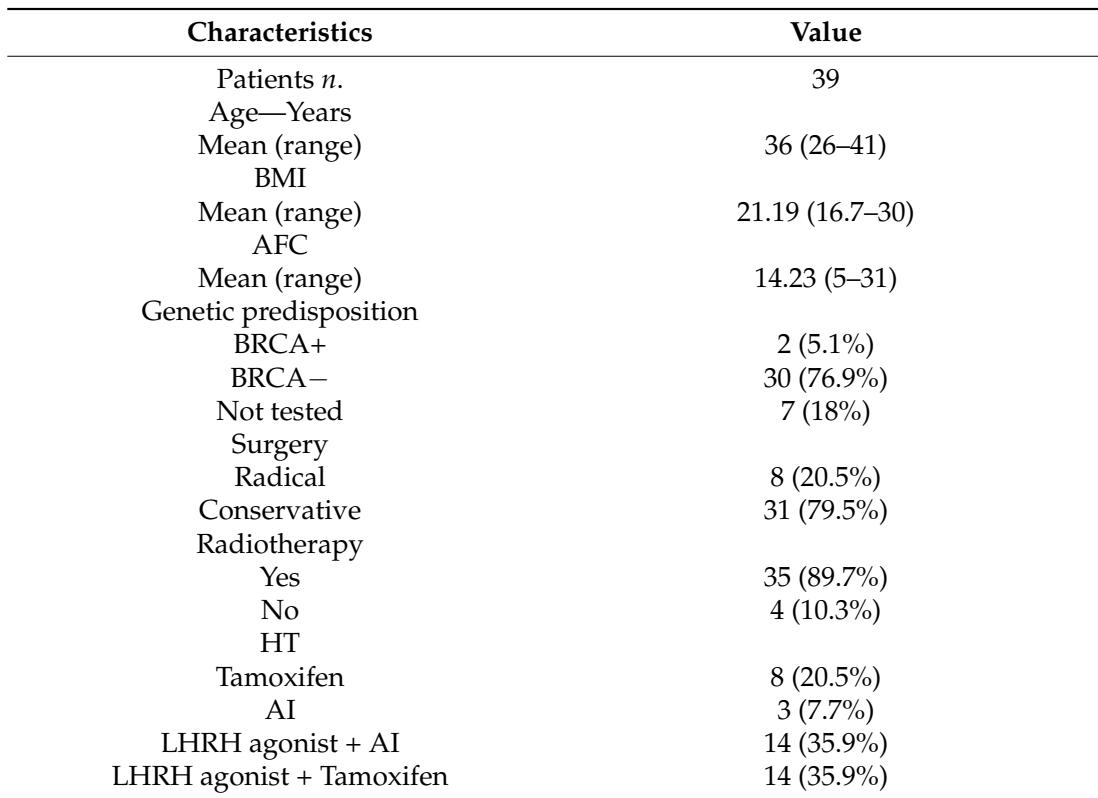 Characteristics Value
Patients n. 39
Age—Years
Mean (range) 36 (26–41)
BMI
Mean (range) 21.19 (16.7–30)
AFC
Mean (range) 14.23 (5–31)
Genetic predisposition
BRCA+ 2 (5.1%)
BRCA− 30 (76.9%)
Not tested 7 (18%)
Surgery
Radical 8 (20.5%)
Conservative 31 (79.5%)
Radiotherapy
Yes 35 (89.7%)
No 4 (10.3%)
HT
Tamoxifen 8 (20.5%)
AI 3 (7.7%)
LHRH agonist + AI 14 (35.9%)
LHRH agonist + Tamoxifen 14 (35.9%)